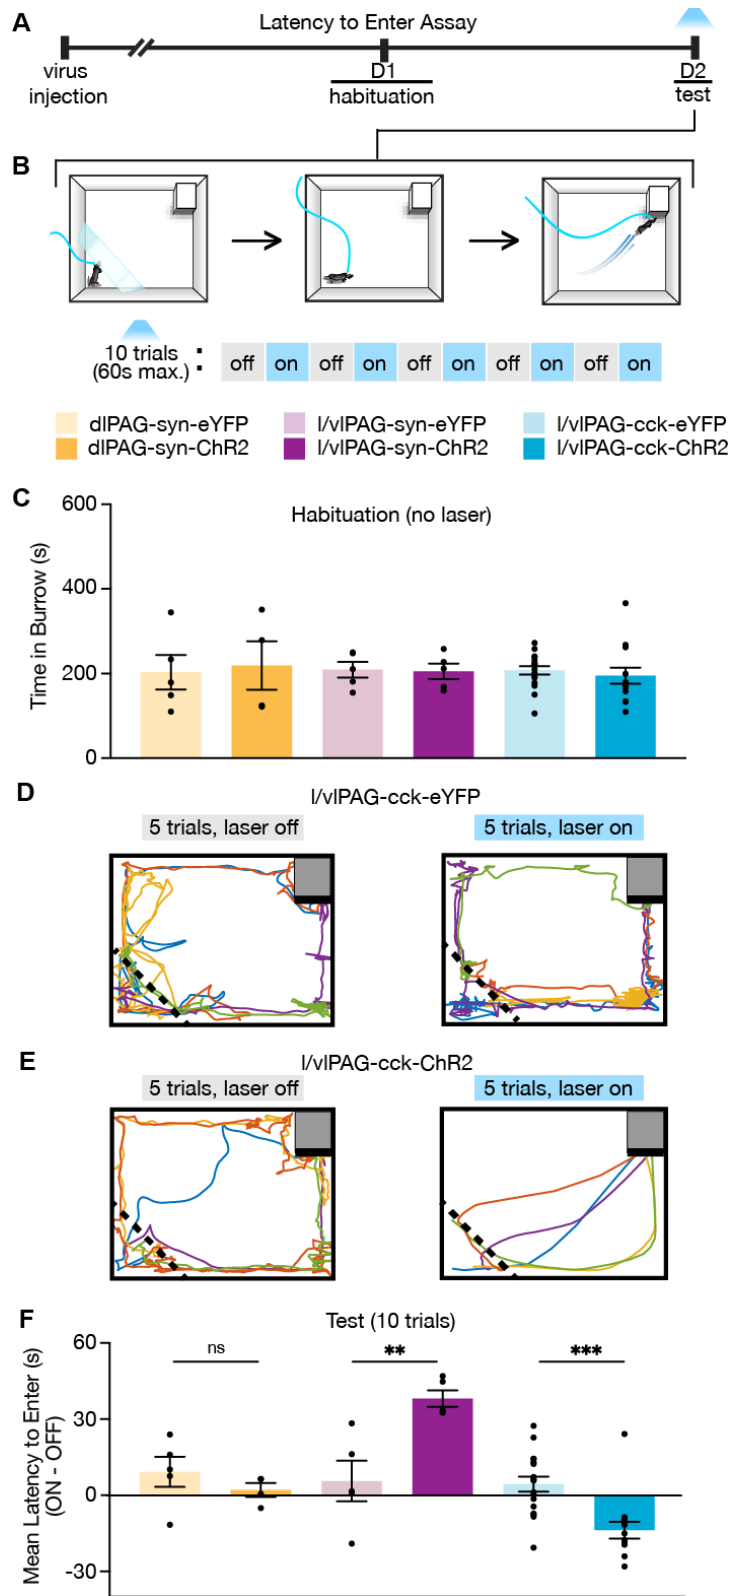 A
Latency to Enter Assay
virus
injection
D1
habituation
D2
test
B
10 trials
(60s max.)
:
off on off on off on off on off on
dlPAG-syn-eYFP
dlPAG-syn-ChR2
l/vlPAG-syn-eYFP
l/vlPAG-syn-ChR2
l/vlPAG-cck-eYFP
l/vlPAG-cck-ChR2
C
Habituation (no laser)
Time in Burrow (s)
600
400
200
0
D
l/vlPAG-cck-eYFP
5 trials, laser off
5 trials, laser on
E
l/vlPAG-cck-ChR2
5 trials, laser off
5 trials, laser on
F
Test (10 trials)
Mean Latency to Enter (s)
(ON - OFF)
60
30
0
-30
ns
**
***